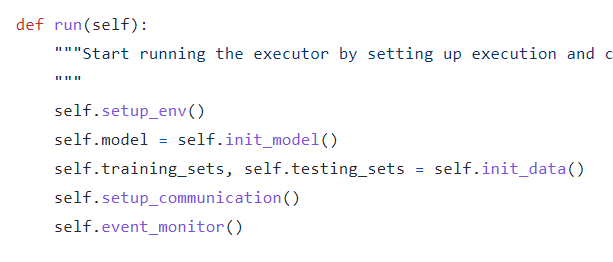 def run(self):
    """Start running the executor by setting up execution and c
    """
    self.setup_env()
    self.model = self.init_model()
    self.training_sets, self.testing_sets = self.init_data()
    self.setup_communication()
    self.event_monitor()